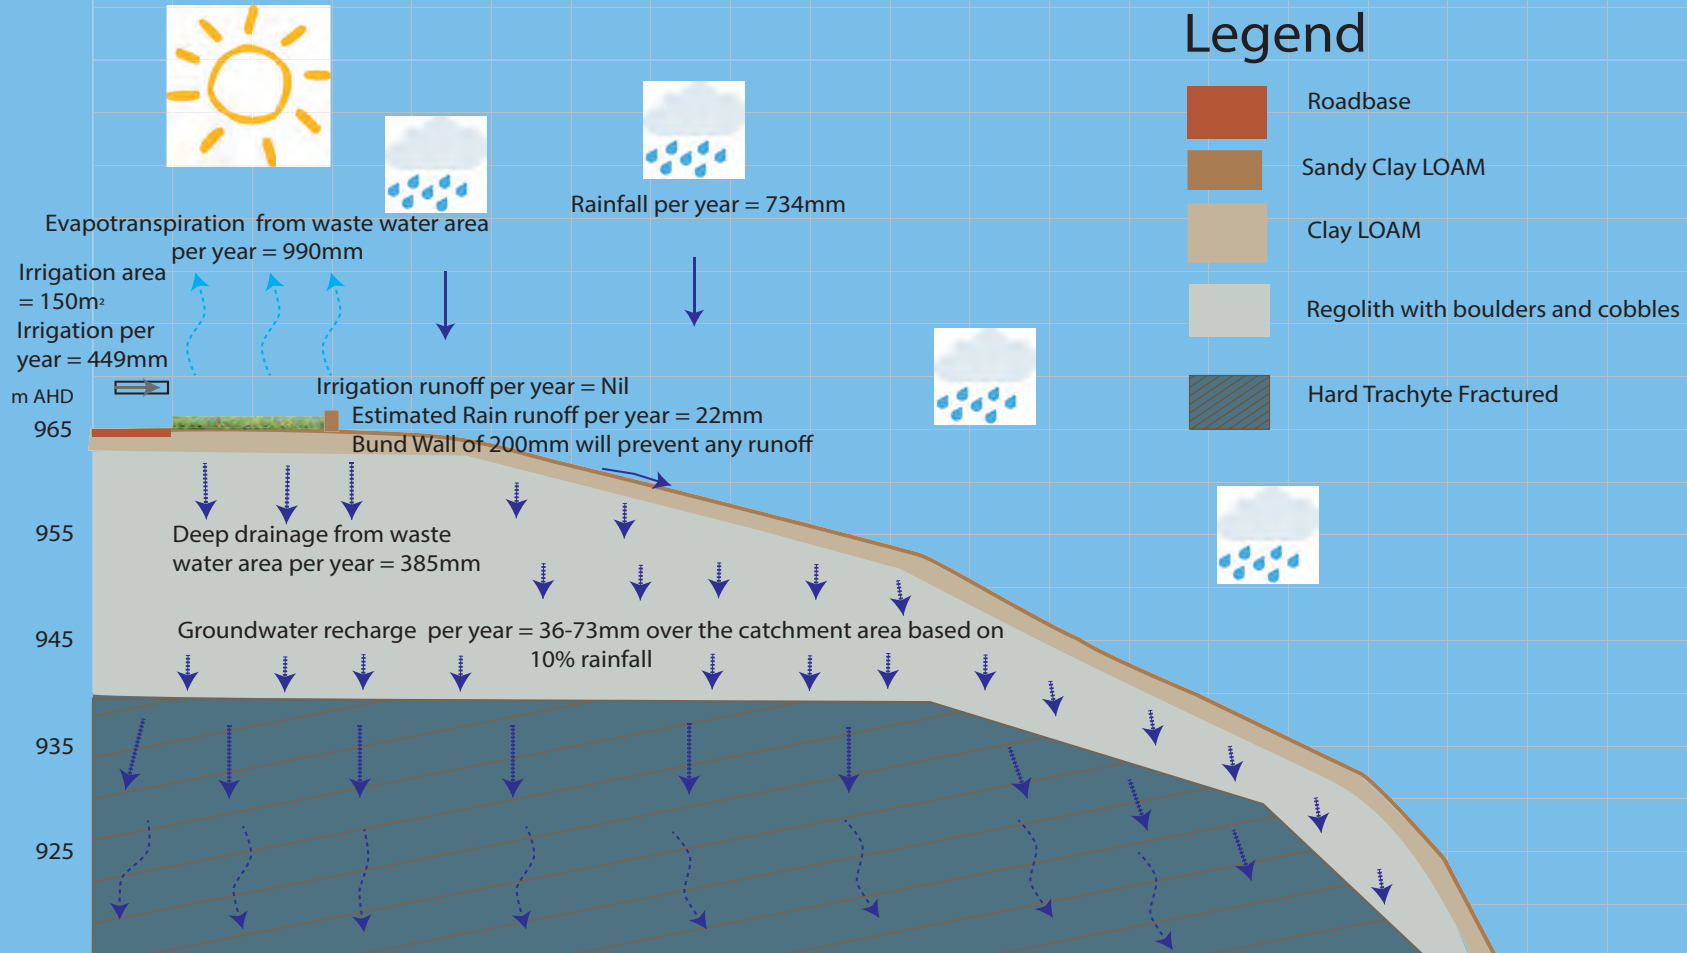 Legend
Roadbase
Sandy Clay LOAM
Clay LOAM
Regolith with boulders and cobbles
Hard Trachyte Fractured
Rainfall per year = 734mm
Evapotranspiration from waste water area
per year = 990mm
Irrigation area
= 150m²
Irrigation per
year = 449mm
m AHD
Irrigation runoff per year = Nil
Estimated Rain runoff per year = 22mm
Bund Wall of 200mm will prevent any runoff
965
955
945
935
925
Deep drainage from waste
water area per year = 385mm
Groundwater recharge per year = 36-73mm over the catchment area based on
10% rainfall